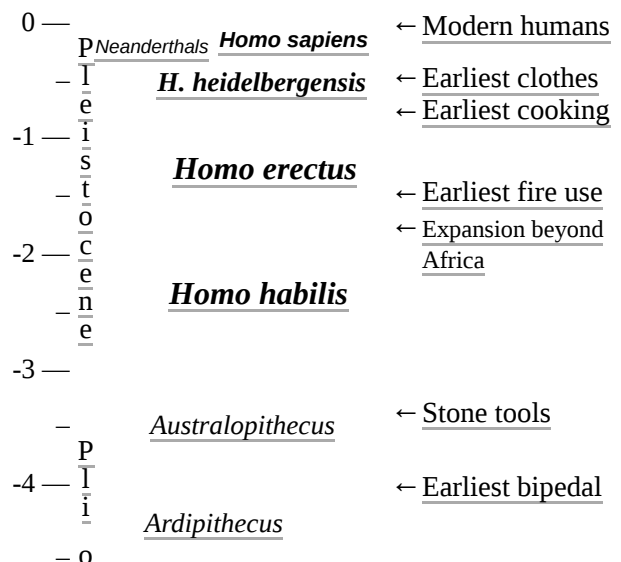 0 — ← Modern humans
Neanderthals Homo sapiens
– H. heidelbergensis ← Earliest clothes
← Earliest cooking
-1 —
Homo erectus
– ← Earliest fire use
← Expansion beyond
Africa
-2 —
Homo habilis
–
-3 —
← Stone tools
– Australopithecus
-4 — ← Earliest bipedal
Ardipithecus
–
P
l
e
i
s
t
o
c
e
n
e
P
l
i
o